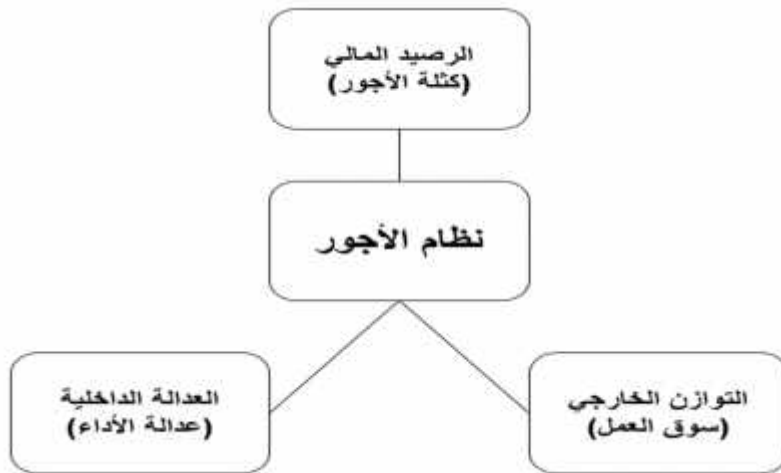 الرصيد المالي
(كتلة الأجور)
نظام الأجور
التوازن الخارجي
(سوق العمل)
العدالة الداخلية
(عدالة الأداء)